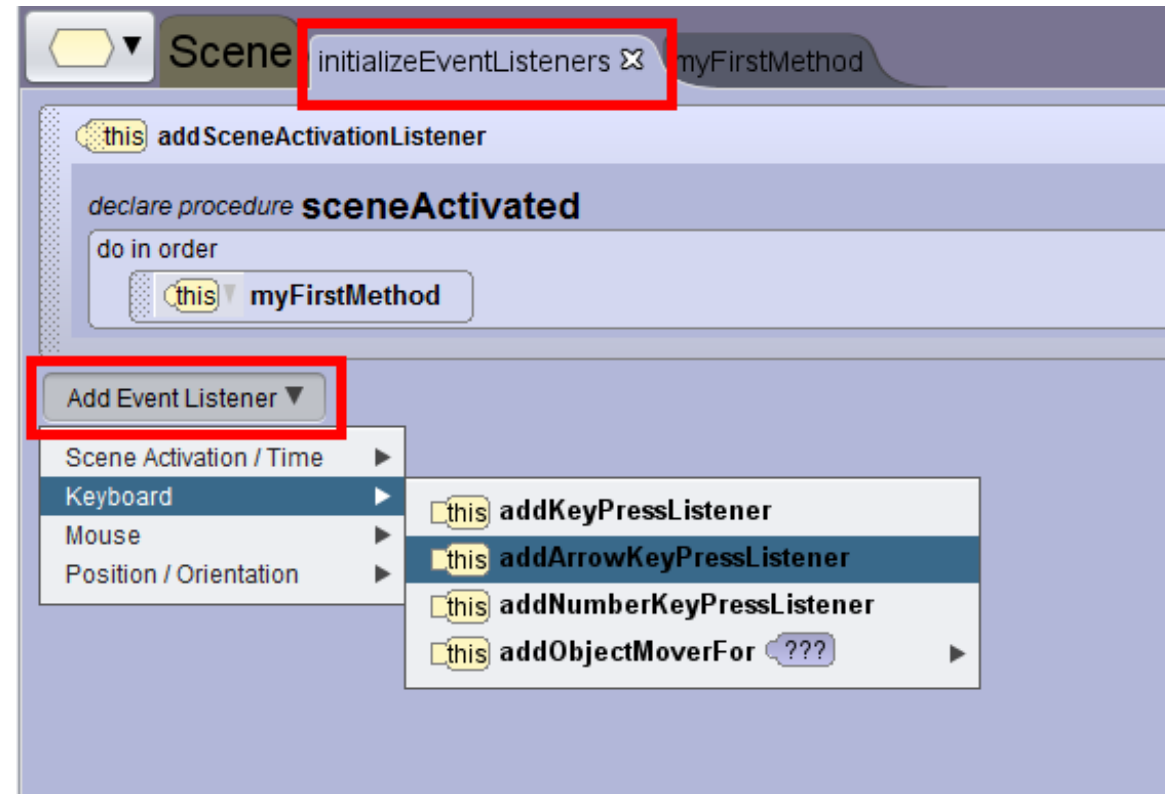 Scene initializeEventListeners myFirstMethod
this addSceneActivationListener
declare procedure sceneActivated
do in order
this myFirstMethod
Add Event Listener
Scene Activation / Time
Keyboard
Mouse
Position / Orientation
this addKeyPressListener
this addArrowKeyPressListener
this addNumberKeyPressListener
this addObjectMoverFor ???